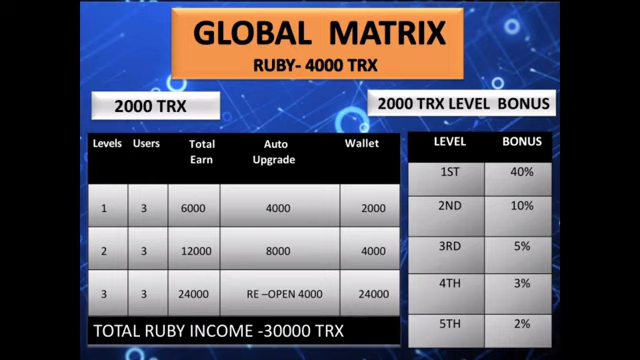 GLOBAL MATRIX
RUBY- 4000 TRX
2000 TRX
2000 TRX LEVEL BONUS
Levels Users Total Earn Auto Upgrade Wallet
1 3 6000 4000 2000
2 3 12000 8000 4000
3 3 24000 RE –OPEN 4000 24000
TOTAL RUBY INCOME -30000 TRX
LEVEL BONUS
1ST 40%
2ND 10%
3RD 5%
4TH 3%
5TH 2%